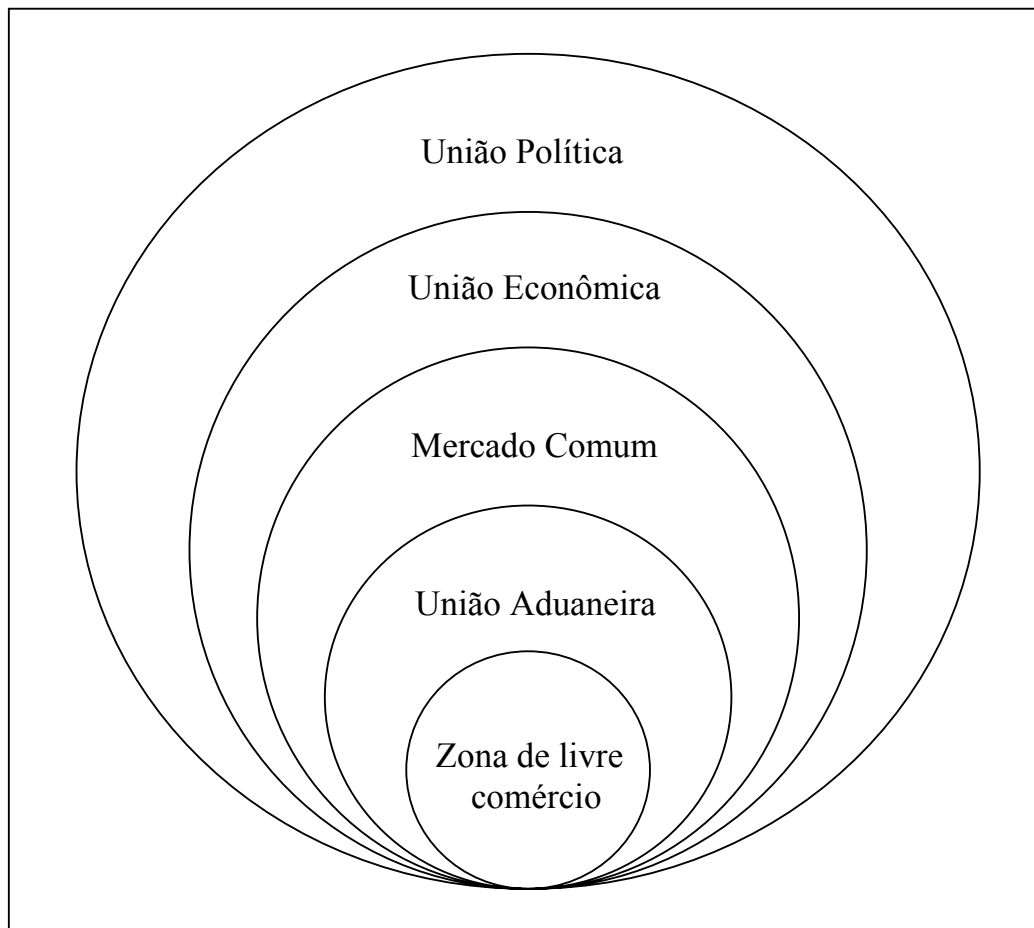 União Política
União Econômica
Mercado Comum
União Aduaneira
Zona de livre
comércio